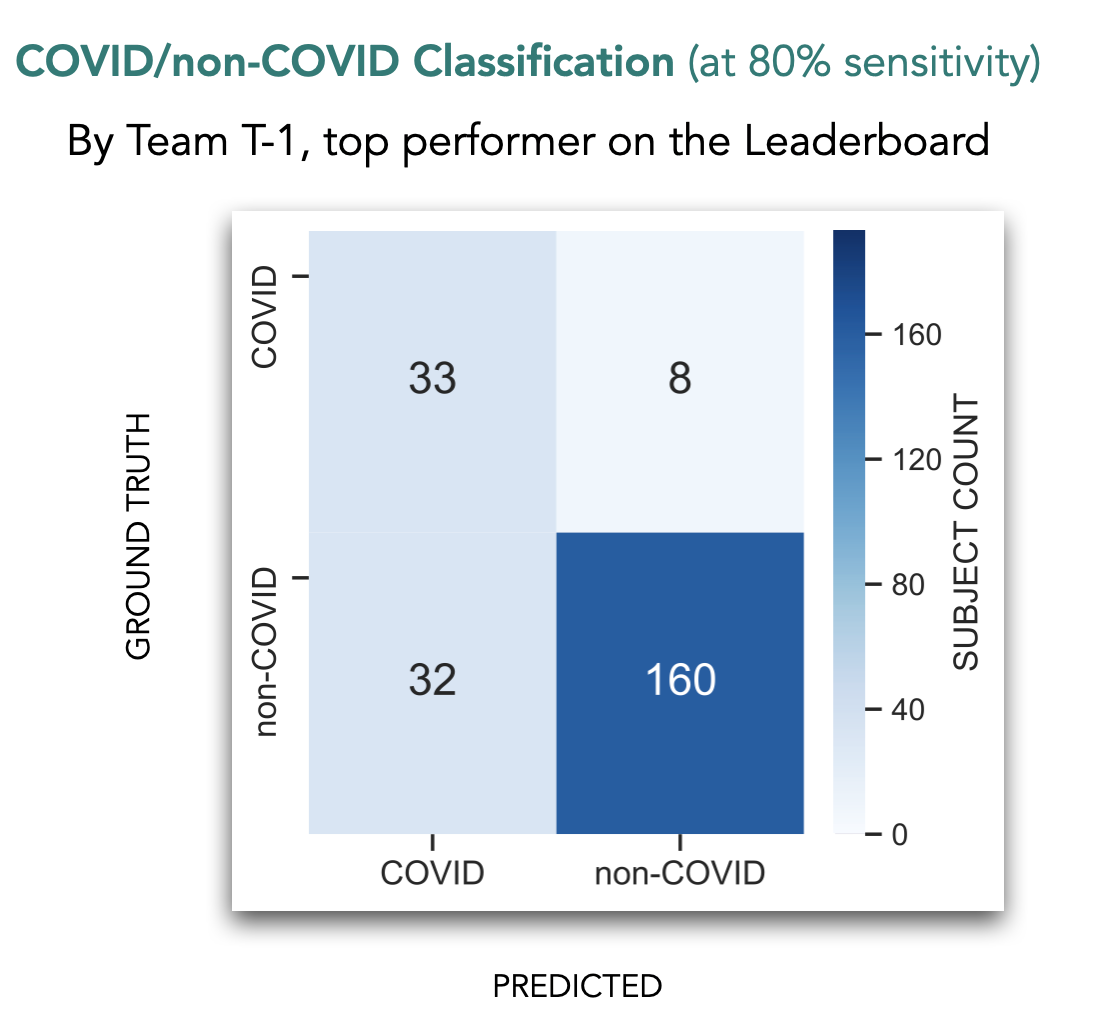 COVID/non-COVID Classification (at 80% sensitivity)
By Team T-1, top performer on the Leaderboard
GROUND TRUTH
COVID
non-COVID
33
8
32
160
COVID
non-COVID
PREDICTED
160
120
80
40
0
SUBJECT COUNT